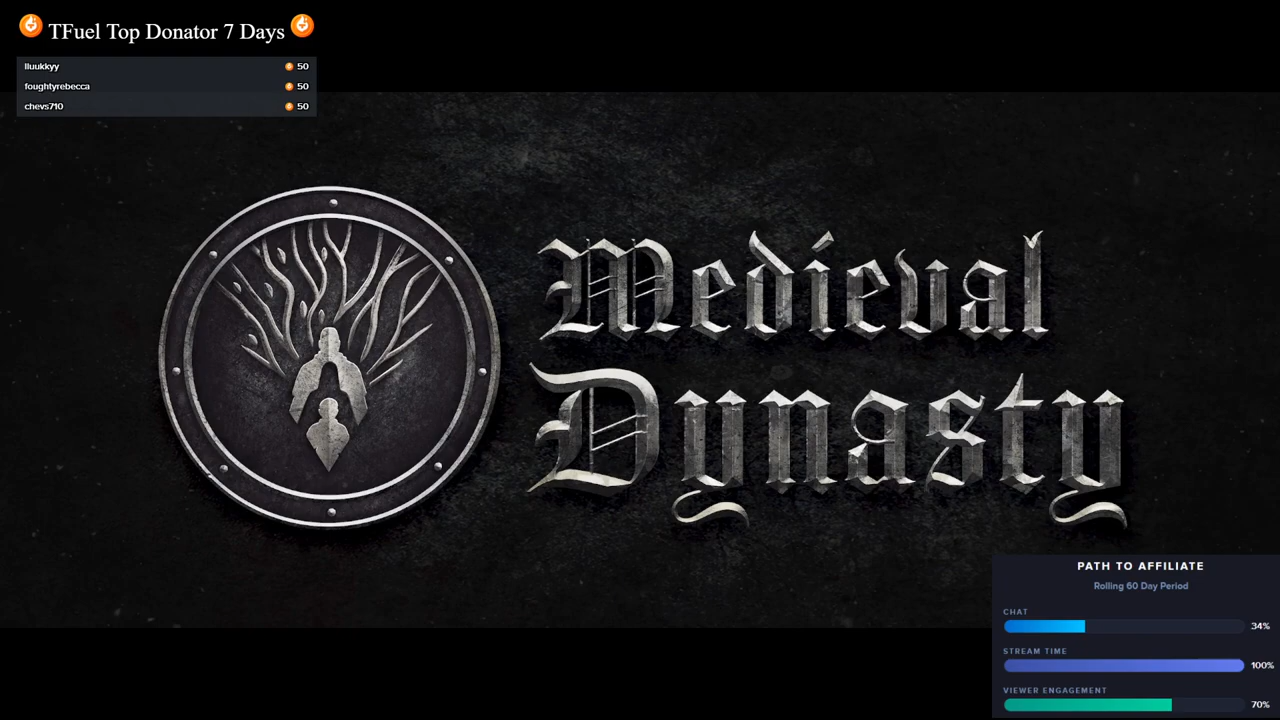 TFuel Top Donator 7 Days
lluukkyy 50
foughtyrebecca 50
chevs710 50
Medieval
Dynasty
PATH TO AFFILIATE
Rolling 60 Day Period
CHAT
34%
STREAM TIME
100%
VIEWER ENGAGEMENT
70%